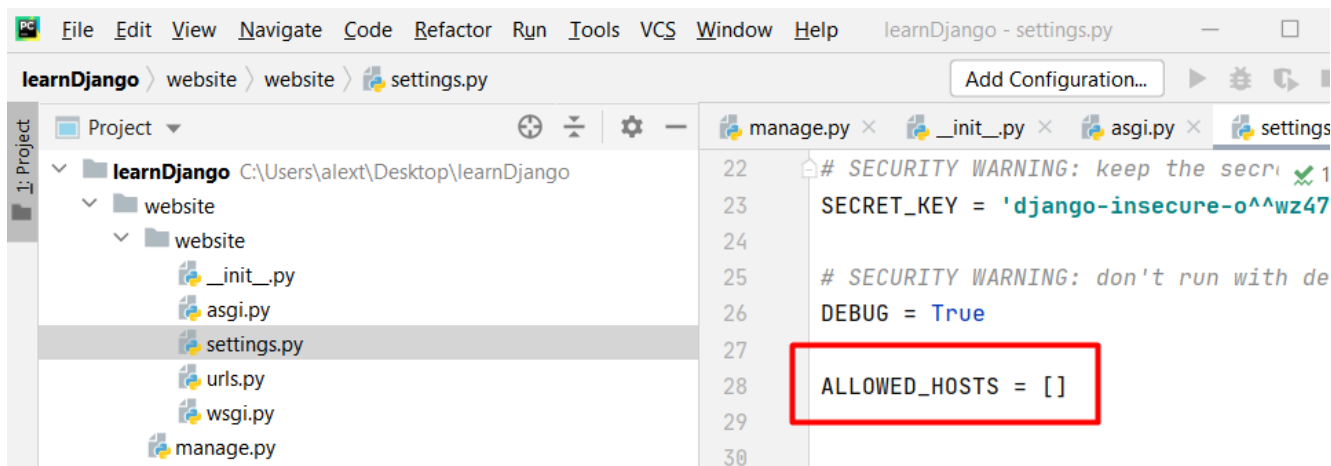 PC
File Edit View Navigate Code Refactor Run Tools VCS Window Help learnDjango - settings.py
learnDjango website website settings.py Add Configuration...
1: Project
Project
manage.py __init__.py asgi.py settings
learnDjango C:\Users\alext\Desktop\learnDjango
website
website
__init__.py
asgi.py
settings.py
urls.py
wsgi.py
manage.py
22 # SECURITY WARNING: keep the secr 1
23 SECRET_KEY = 'django-insecure-o^^wz47
24
25 # SECURITY WARNING: don't run with de
26 DEBUG = True
27
28 ALLOWED_HOSTS = []
29
30